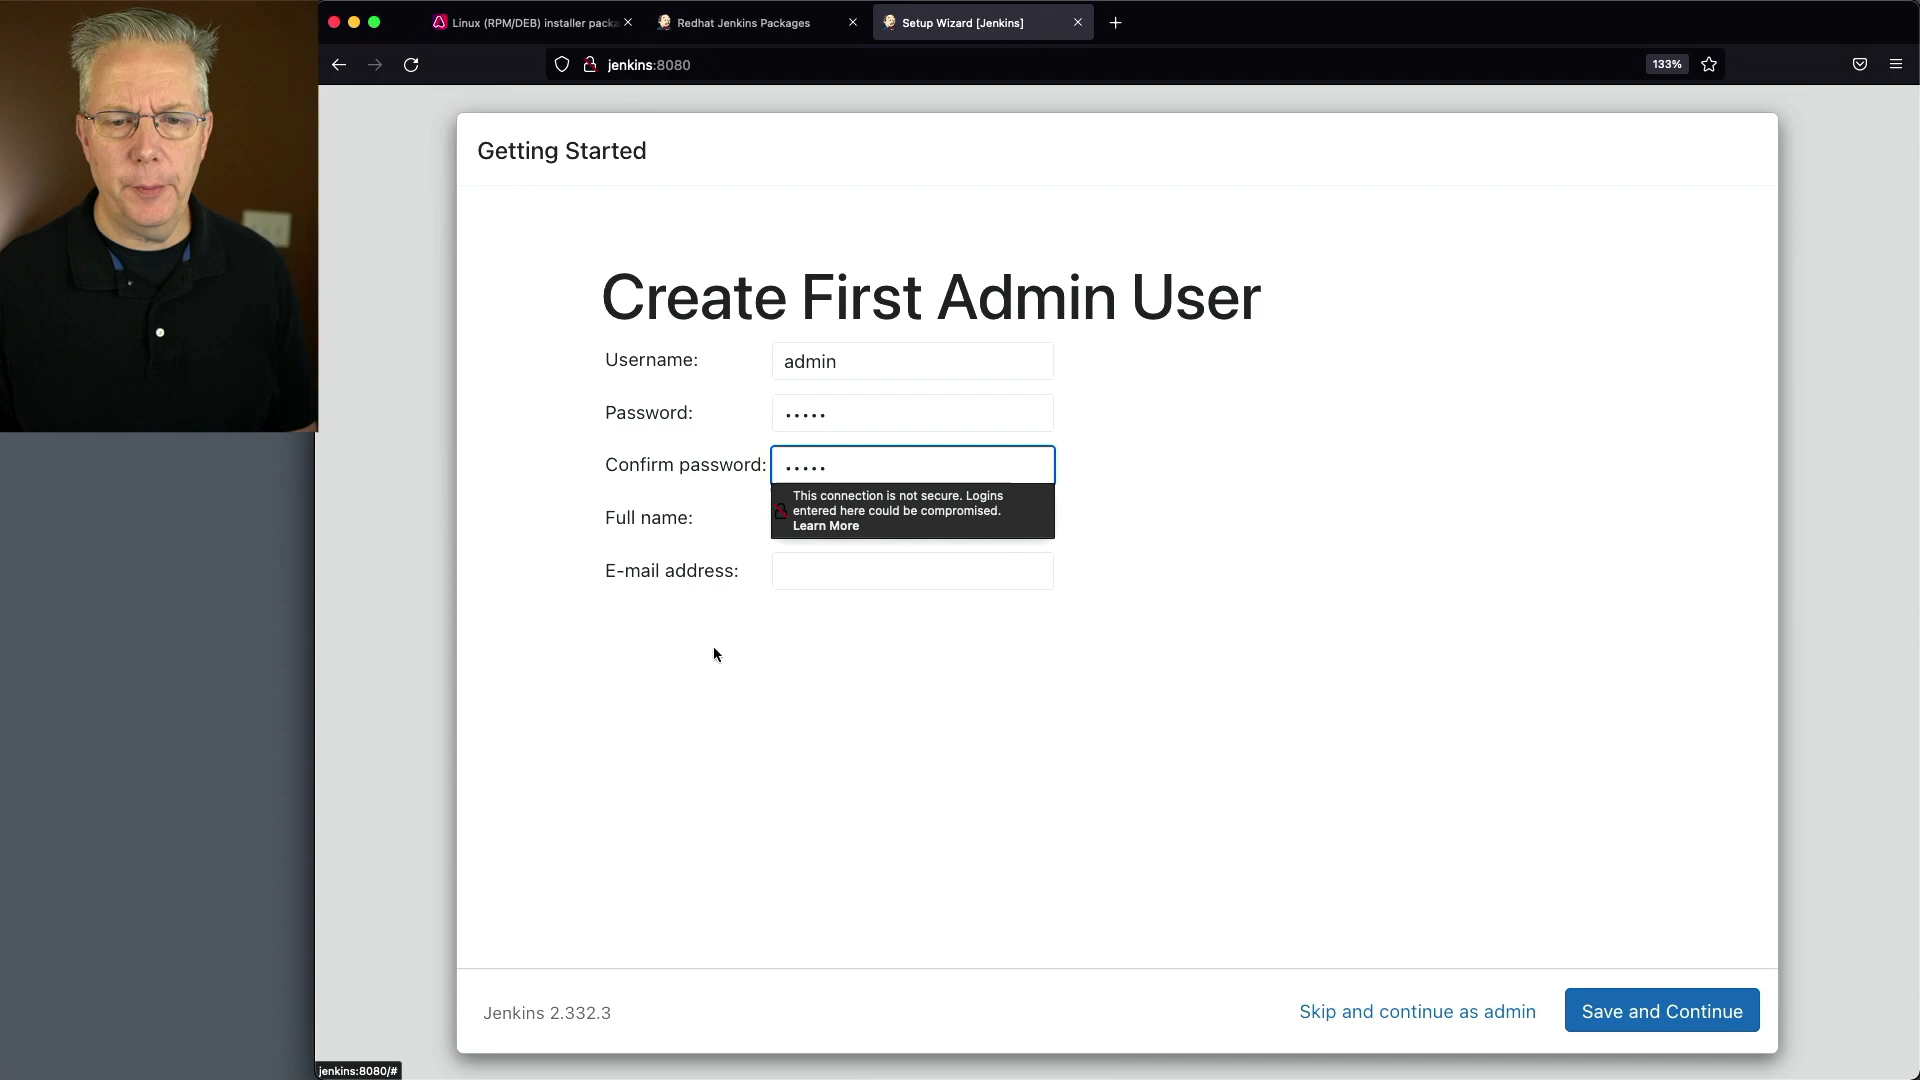 Linux (RPM/DEB) installer packa
Redhat Jenkins Packages
Setup Wizard [Jenkins]
jenkins:8080
133%
Getting Started
Create First Admin User
Username:
admin
Password:
•••••
Confirm password:
•••••
This connection is not secure. Logins
entered here could be compromised.
Learn More
Full name:
E-mail address:
Jenkins 2.332.3
Skip and continue as admin
Save and Continue
jenkins:8080/#